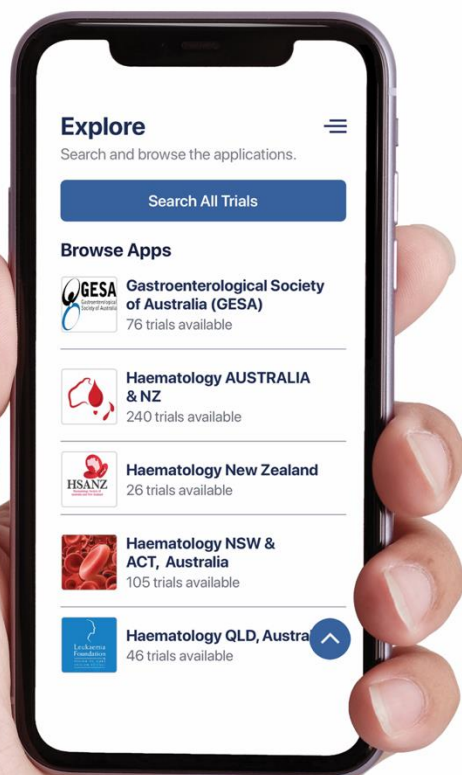 Explore
Search and browse the applications.
Search All Trials
Browse Apps
GESA
Gastroenterological
Society of Australia
Gastroenterological Society
of Australia (GESA)
76 trials available
Haematology AUSTRALIA
& NZ
240 trials available
HSANZ
Haematology New Zealand
26 trials available
Haematology NSW &
ACT, Australia
105 trials available
Leukaemia
Foundation
Haematology QLD, Austra
46 trials available